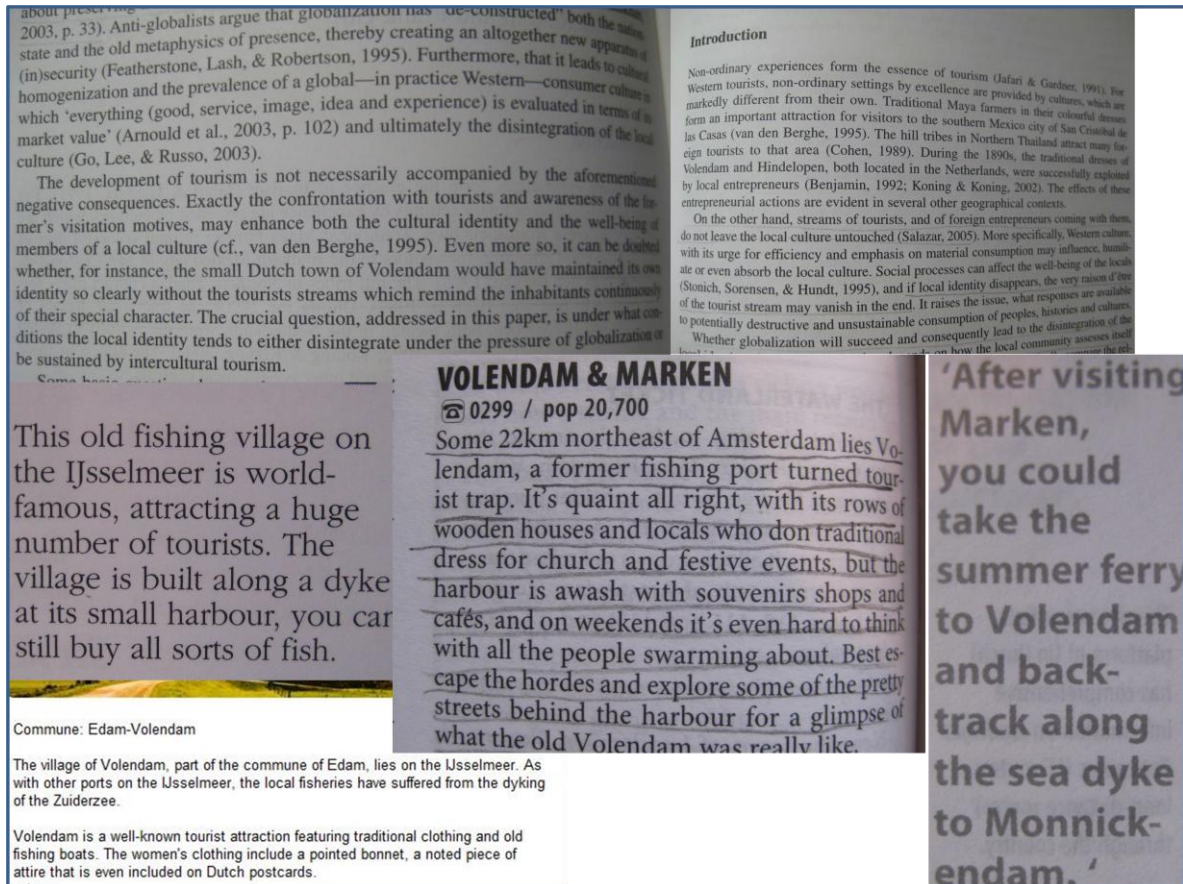 about
2003, p. 33). Anti-globalists argue that globalization has "de-constructed" both the nation
state and the old metaphysics of presence, thereby creating an altogether new apparatus of
(in)security (Featherstone, Lash, & Robertson, 1995). Furthermore, that it leads to cultural
homogenization and the prevalence of a global—in practice Western—consumer culture in
which 'everything (good, service, image, idea and experience) is evaluated in terms of its
market value' (Arnould et al., 2003, p. 102) and ultimately the disintegration of the local
culture (Go, Lee, & Russo, 2003).
The development of tourism is not necessarily accompanied by the aforementioned
negative consequences. Exactly the confrontation with tourists and awareness of the for-
mer's visitation motives, may enhance both the cultural identity and the well-being of
members of a local culture (cf., van den Berghe, 1995). Even more so, it can be doubted
whether, for instance, the small Dutch town of Volendam would have maintained its own
identity so clearly without the tourists streams which remind the inhabitants continuously
of their special character. The crucial question, addressed in this paper, is under what con-
ditions the local identity tends to either disintegrate under the pressure of globalization or
be sustained by intercultural tourism.
Introduction
Non-ordinary experiences form the essence of tourism (Jafari & Gardner, 1991). For
Western tourists, non-ordinary settings by excellence are provided by cultures, which are
markedly different from their own. Traditional Maya farmers in their colourful dresses
form an important attraction for visitors to the southern Mexico city of San Cristóbal de
las Casas (van den Berghe, 1995). The hill tribes in Northern Thailand attract many for-
eign tourists to that area (Cohen, 1989). During the 1890s, the traditional dresses of
Volendam and Hindelopen, both located in the Netherlands, were successfully exploited
by local entrepreneurs (Benjamin, 1992; Koning & Koning, 2002). The effects of these
entrepreneurial actions are evident in several other geographical contexts.
On the other hand, streams of tourists, and of foreign entrepreneurs coming with them,
do not leave the local culture untouched (Salazar, 2005). More specifically, Western culture,
with its urge for efficiency and emphasis on material consumption may influence, humili-
ate or even absorb the local culture. Social processes can affect the well-being of the locals
(Stonich, Sorensen, & Hundt, 1995), and if local identity disappears, the very raison d'être
of the tourist stream may vanish in the end. It raises the issue, what responses are available
to potentially destructive and unsustainable consumption of peoples, histories and cultures.
Whether globalization will succeed and consequently lead to the disintegration of the
on how the local community assesses itself
This old fishing village on
the IJsselmeer is world-
famous, attracting a huge
number of tourists. The
village is built along a dyke
at its small harbour, you can
still buy all sorts of fish.
VOLENDAM & MARKEN
☎ 0299 / pop 20,700
Some 22km northeast of Amsterdam lies Vo-
lendam, a former fishing port turned tour-
ist trap. It's quaint all right, with its rows of
wooden houses and locals who don traditional
dress for church and festive events, but the
harbour is awash with souvenirs shops and
cafés, and on weekends it's even hard to think
with all the people swarming about. Best es-
cape the hordes and explore some of the pretty
streets behind the harbour for a glimpse of
what the old Volendam was really like.
'After visiting
Marken,
you could
take the
summer ferry
to Volendam
and back-
track along
the sea dyke
to Monnick-
endam. '
Commune: Edam-Volendam
The village of Volendam, part of the commune of Edam, lies on the IJsselmeer. As
with other ports on the IJsselmeer, the local fisheries have suffered from the dyking
of the Zuiderzee.
Volendam is a well-known tourist attraction featuring traditional clothing and old
fishing boats. The women's clothing include a pointed bonnet, a noted piece of
attire that is even included on Dutch postcards.